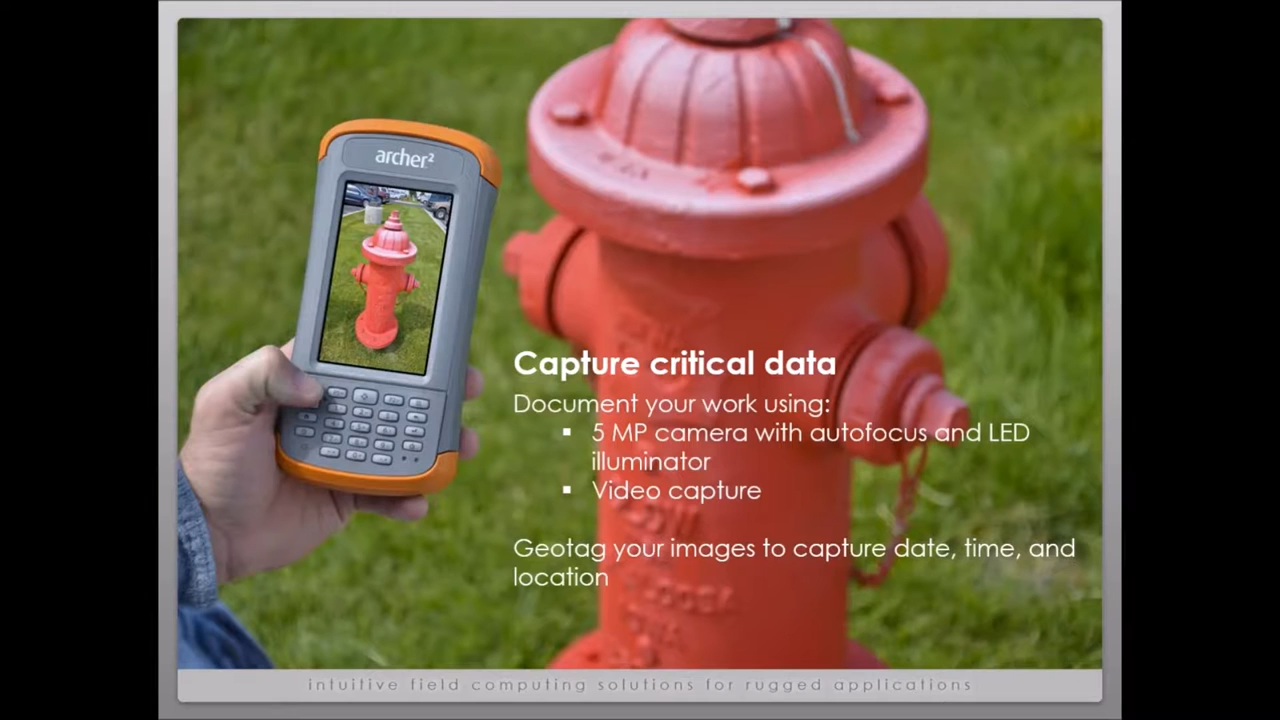 archer²
Capture critical data
Document your work using:
▪ 5 MP camera with autofocus and LED
illuminator
▪ Video capture
Geotag your images to capture date, time, and
location
intuitive field computing solutions for rugged applications